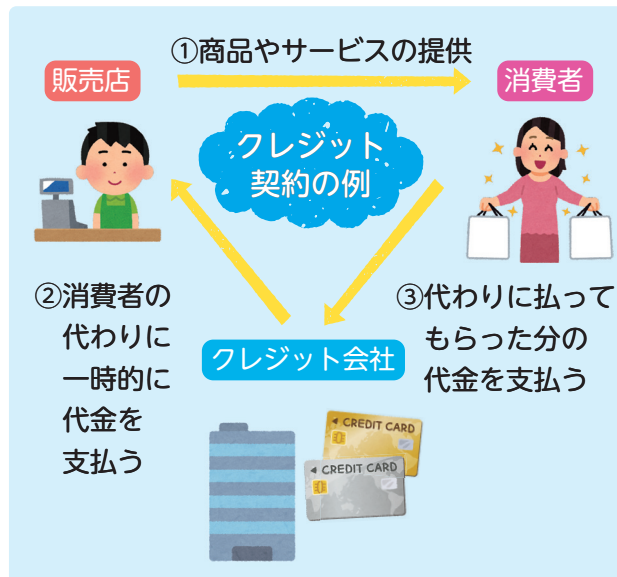 ①商品やサービスの提供
販売店
消費者
クレジット
契約の例
②消費者の
代わりに
一時的に
代金を
支払う
③代わりに払って
もらった分の
代金を支払う
クレジット会社
CREDIT CARD
CREDIT CARD